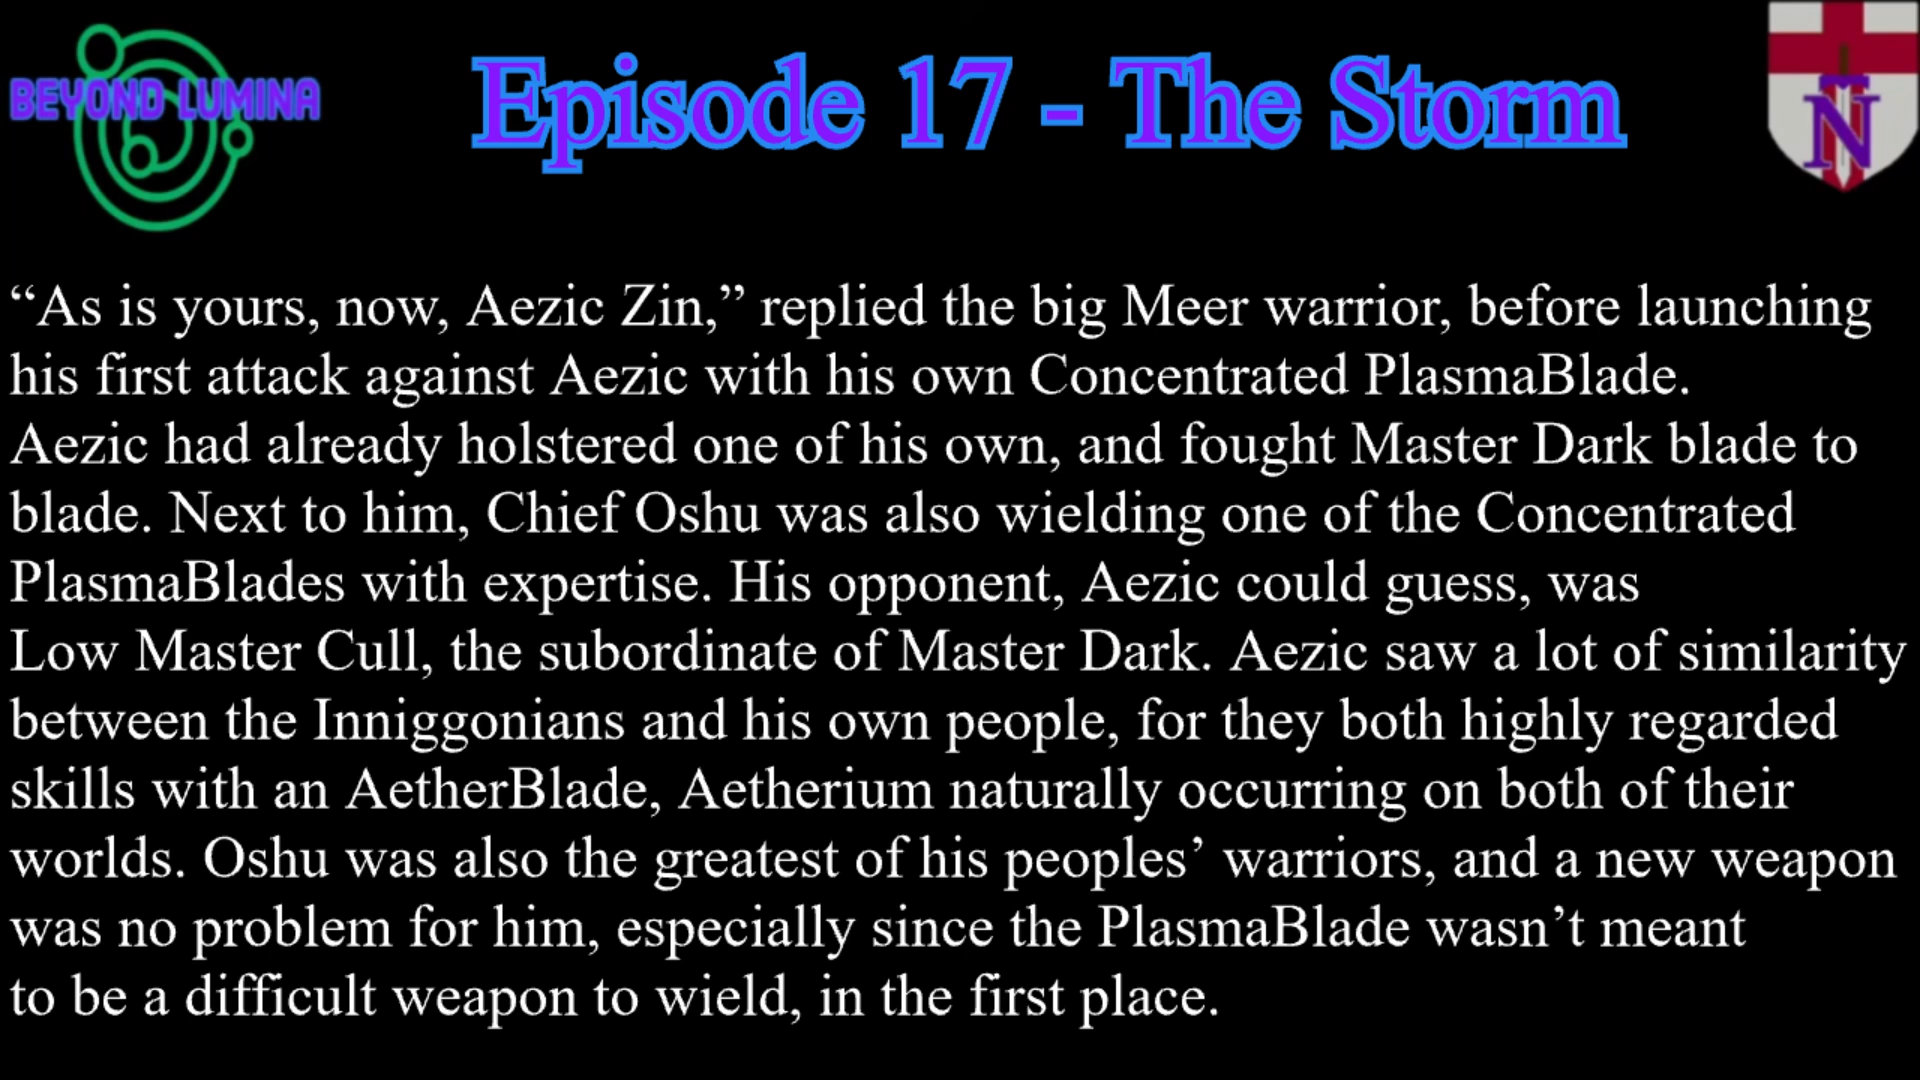 BEYOND LUMINA
Episode 17 - The Storm
Ñ
“As is yours, now, Aezic Zin,” replied the big Meer warrior, before launching
his first attack against Aezic with his own Concentrated PlasmaBlade.
Aezic had already holstered one of his own, and fought Master Dark blade to
blade. Next to him, Chief Oshu was also wielding one of the Concentrated
PlasmaBlades with expertise. His opponent, Aezic could guess, was
Low Master Cull, the subordinate of Master Dark. Aezic saw a lot of similarity
between the Inniggonians and his own people, for they both highly regarded
skills with an AetherBlade, Aetherium naturally occurring on both of their
worlds. Oshu was also the greatest of his peoples’ warriors, and a new weapon
was no problem for him, especially since the PlasmaBlade wasn’t meant
to be a difficult weapon to wield, in the first place.